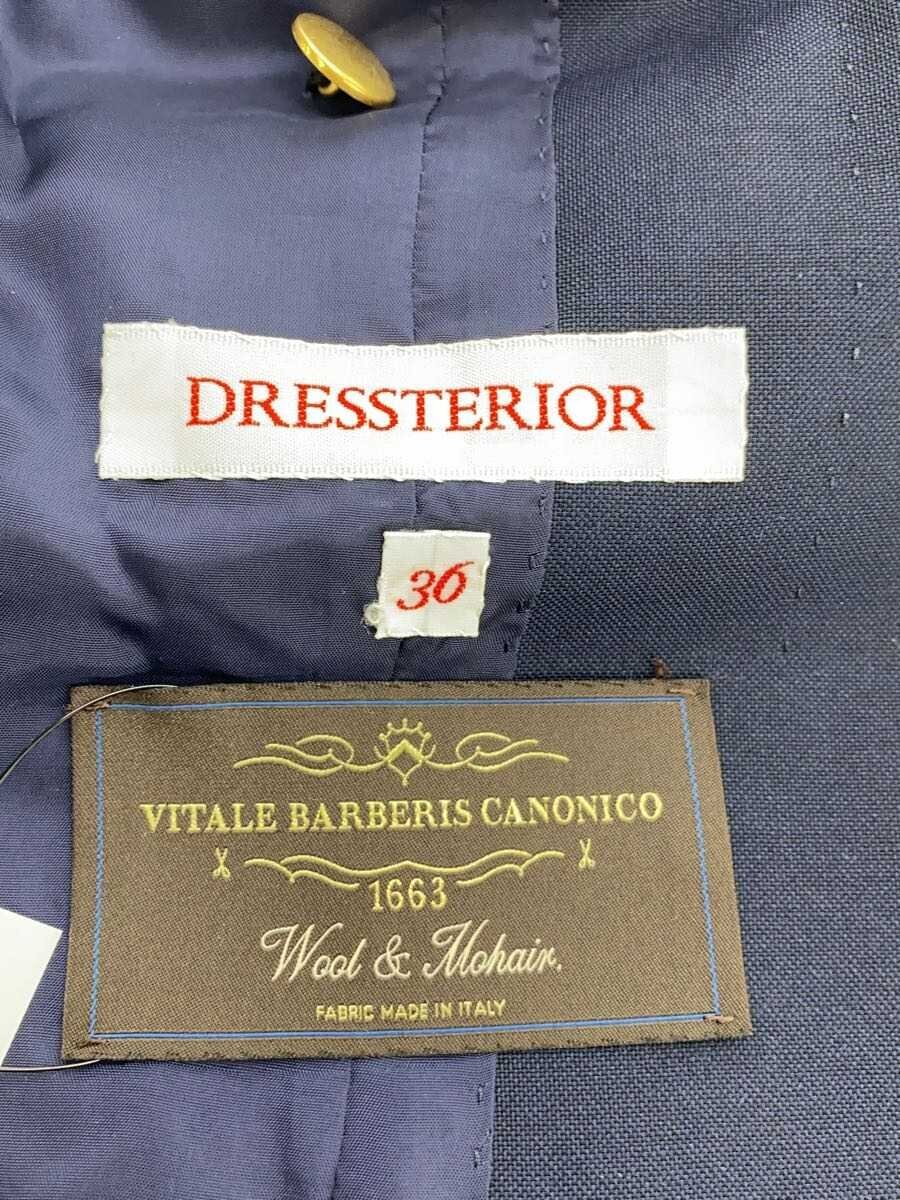 DRESSTERIOR
36
VITALE BARBERIS CANONICO
1663
Wool & Mohair.
FABRIC MADE IN ITALY